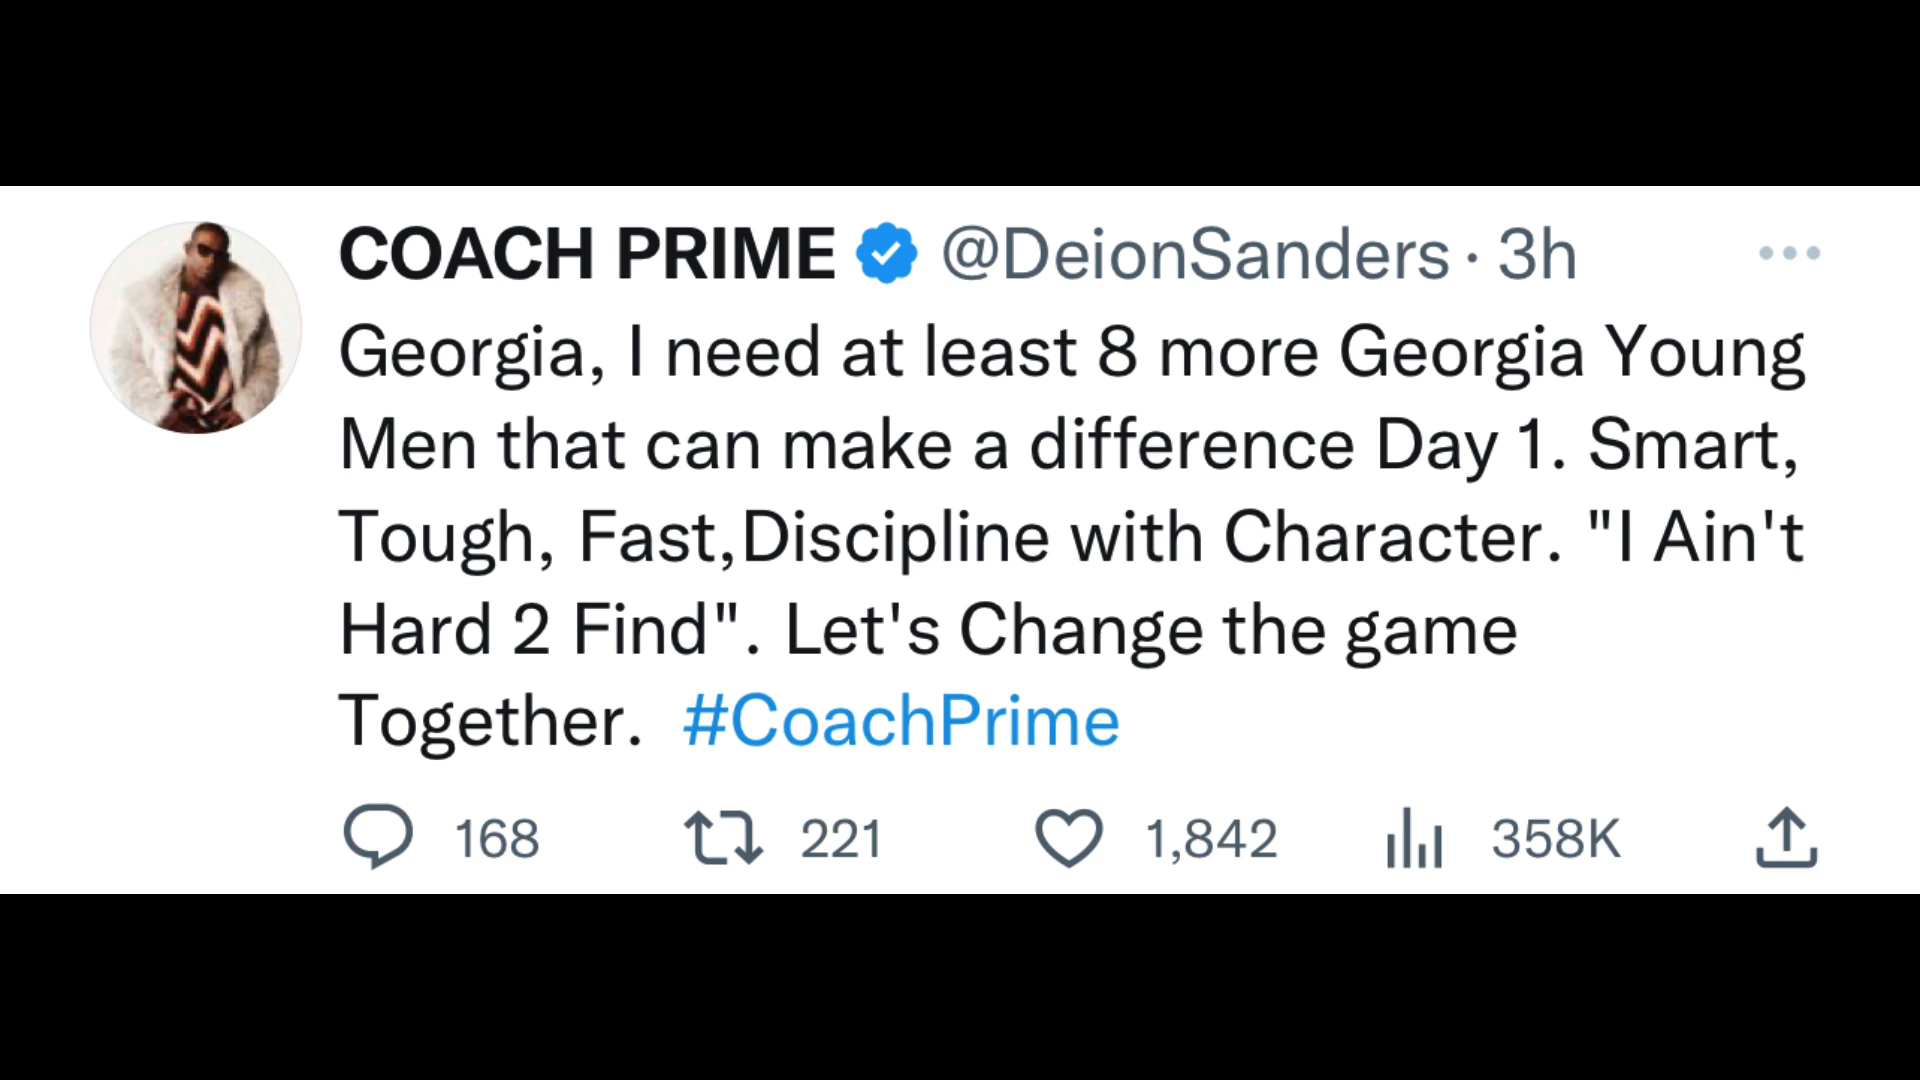 COACH PRIME @DeionSanders · 3h
Georgia, I need at least 8 more Georgia Young
Men that can make a difference Day 1. Smart,
Tough, Fast,Discipline with Character. "I Ain't
Hard 2 Find". Let's Change the game
Together.  #CoachPrime
168 221 1,842 358K